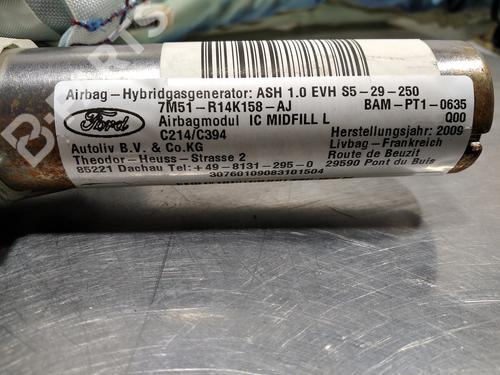 Airbag-Hybridgasgenerator: ASH 1.0 EVH S5-29-250
7M51-R14K158-AJ BAM-PT1-0635
Ford Airbagmodul IC MIDFILL L Q00
C214/C394 Herstellungsjahr: 2009
Autoliv B.V. & Co.KG Livbag-Frankreich
Theodor-Heuss-Strasse 2 Route de Beuzit
85221 Dachau Tel:+49-8131-295-0 29590 Pont du Buis
30760109083101504